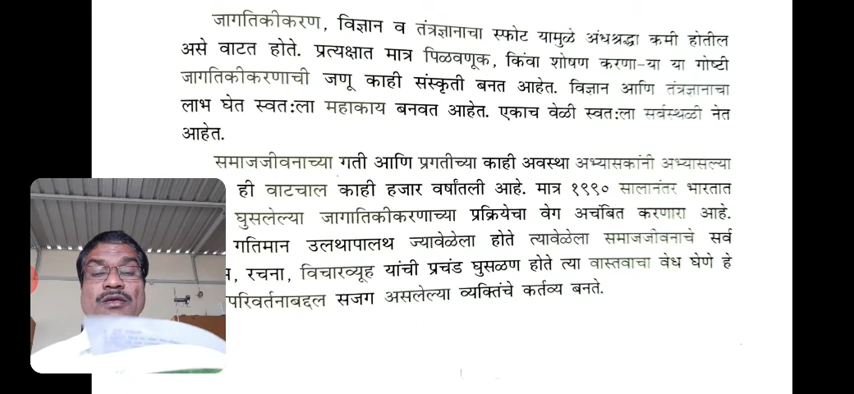 जागतिकीकरण, विज्ञान व तंत्रज्ञानाचा स्फोट यामुळे अंधश्रद्धा कमी होतील
असे वाटत होते. प्रत्यक्षात मात्र पिळवणूक, किंवा शोषण करणा-या या गोष्टी
जागतिकीकरणाची जणू काही संस्कृती बनत आहेत. विज्ञान आणि तंत्रज्ञानाचा
लाभ घेत स्वत:ला महाकाय बनवत आहेत. एकाच वेळी स्वत:ला सर्वस्थळी नेत
आहेत.
समाजजीवनाच्या गती आणि प्रगतीच्या काही अवस्था अभ्यासकांनी अभ्यासल्या
ही वाटचाल काही हजार वर्षांतली आहे. मात्र १९९० सालानंतर भारतात
घुसलेल्या जागातिकीकरणाच्या प्रक्रियेचा वेग अचंबित करणारा आहे.
गतिमान उलथापालथ ज्यावेळेला होते त्यावेळेला समाजजीवनाचे सर्व
रचना, विचारव्यूह यांची प्रचंड घुसळण होते त्या वास्तवाचा वेध घेणे हे
परिवर्तनाबद्दल सजग असलेल्या व्यक्तिंचे कर्तव्य बनते.